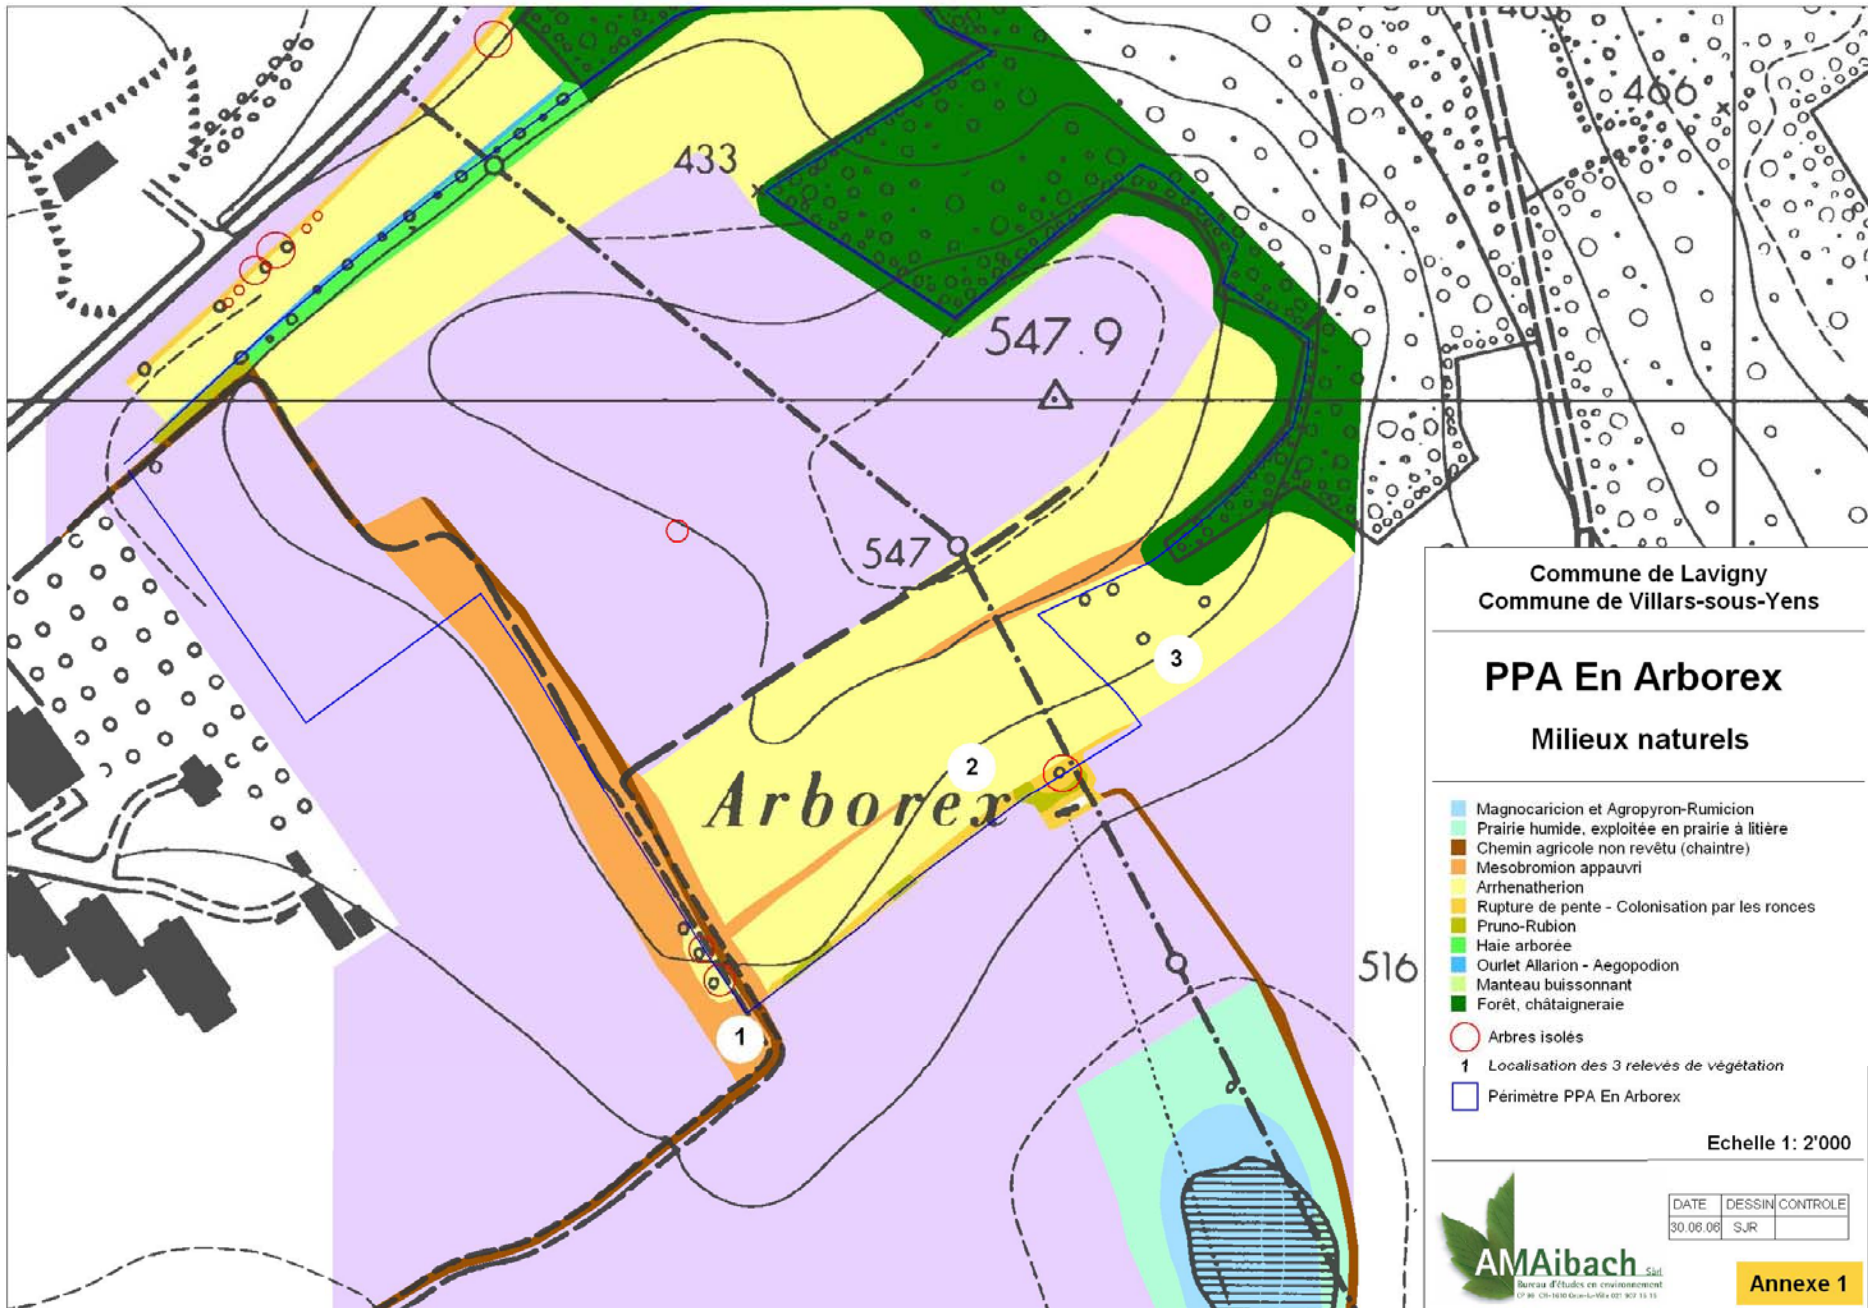 463
466
433
547.9
547
3
2
Arborex
516
1
Commune de Lavigny
Commune de Villars-sous-Yens
PPA En Arborex
Milieux naturels
Magnocaricion et Agropyron-Rumicion
Prairie humide, exploitée en prairie à litière
Chemin agricole non revêtu (chaintre)
Mesobromion appauvri
Arrhenatherion
Rupture de pente - Colonisation par les ronces
Pruno-Rubion
Haie arborée
Ourlet Allarion - Aegopodion
Manteau buissonnant
Forêt, châtaigneraie
Arbres isolés
1 Localisation des 3 relevés de végétation
Périmètre PPA En Arborex
Echelle 1: 2'000
DATE DESSIN CONTROLE
30.06.06 SJR
AMAibach Sàrl
Bureau d'études en environnement
Annexe 1